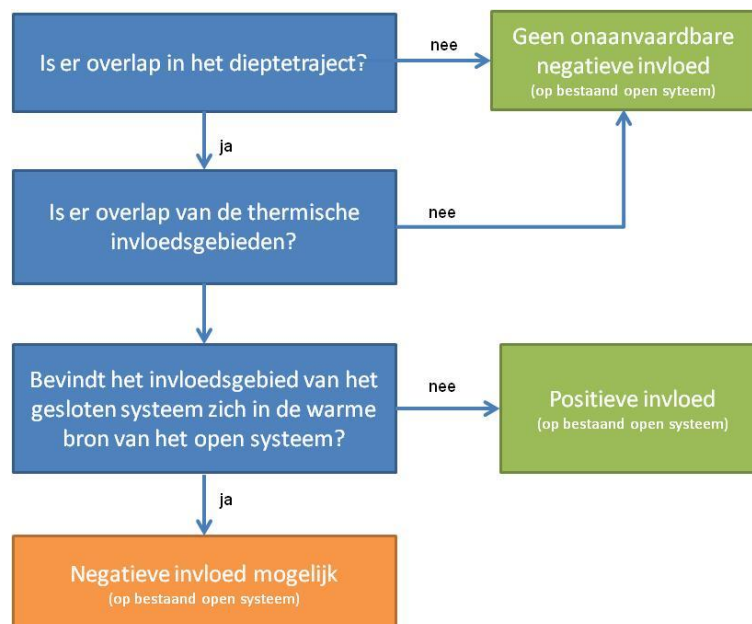 Is er overlap in het dieptetraject?
nee
Geen onaanvaardbare
negatieve invloed
(op bestaand open syteem)
ja
Is er overlap van de thermische
invloedsgebieden?
nee
Bevindt het invloedsgebied van het
gesloten systeem zich in de warme
bron van het open systeem?
nee
Positieve invloed
(op bestaand open systeem)
ja
Negatieve invloed mogelijk
(op bestaand open systeem)